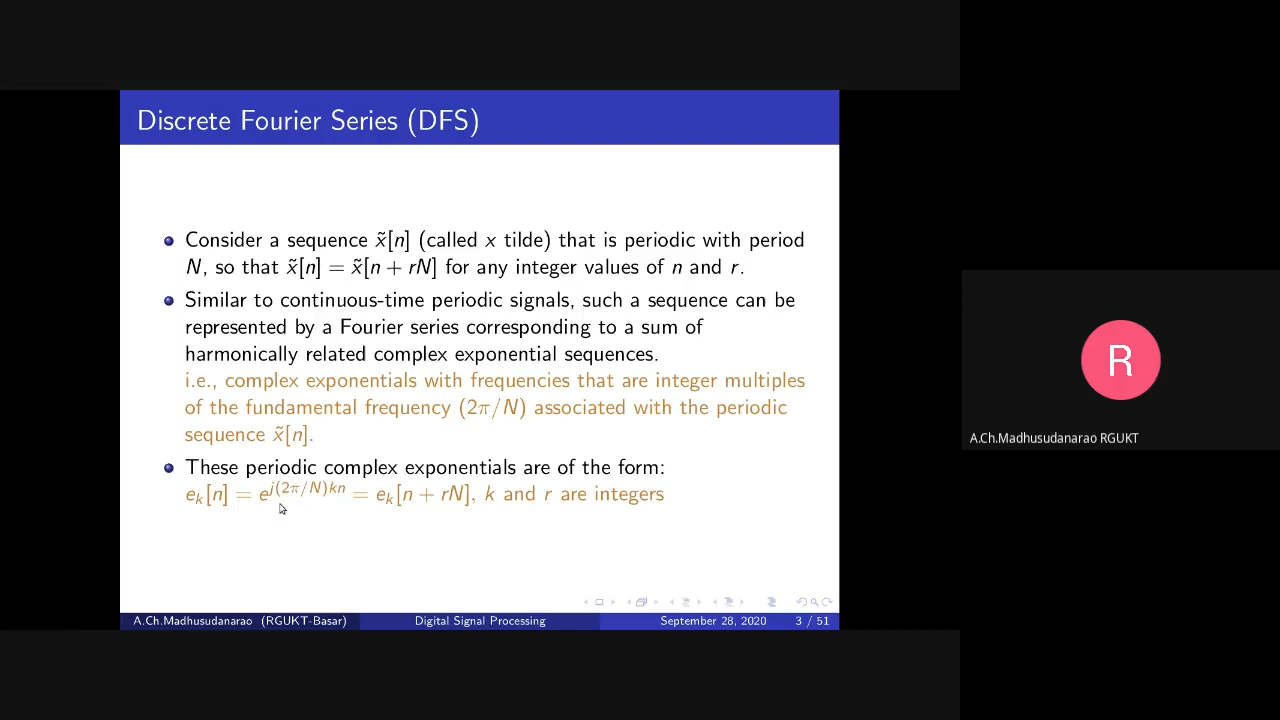 Discrete Fourier Series (DFS)
Consider a sequence x̃[n] (called x tilde) that is periodic with period
N, so that x̃[n] = x̃[n + rN] for any integer values of n and r.
Similar to continuous-time periodic signals, such a sequence can be
represented by a Fourier series corresponding to a sum of
harmonically related complex exponential sequences.
i.e., complex exponentials with frequencies that are integer multiples
of the fundamental frequency (2π/N) associated with the periodic
sequence x̃[n].
These periodic complex exponentials are of the form:
eₖ[n] = e^{j(2π/N)kn} = eₖ[n + rN], k and r are integers
A.Ch.Madhusudanarao (RGUKT-Basar) Digital Signal Processing September 28, 2020 3 / 51
R
A.Ch.Madhusudanarao RGUKT